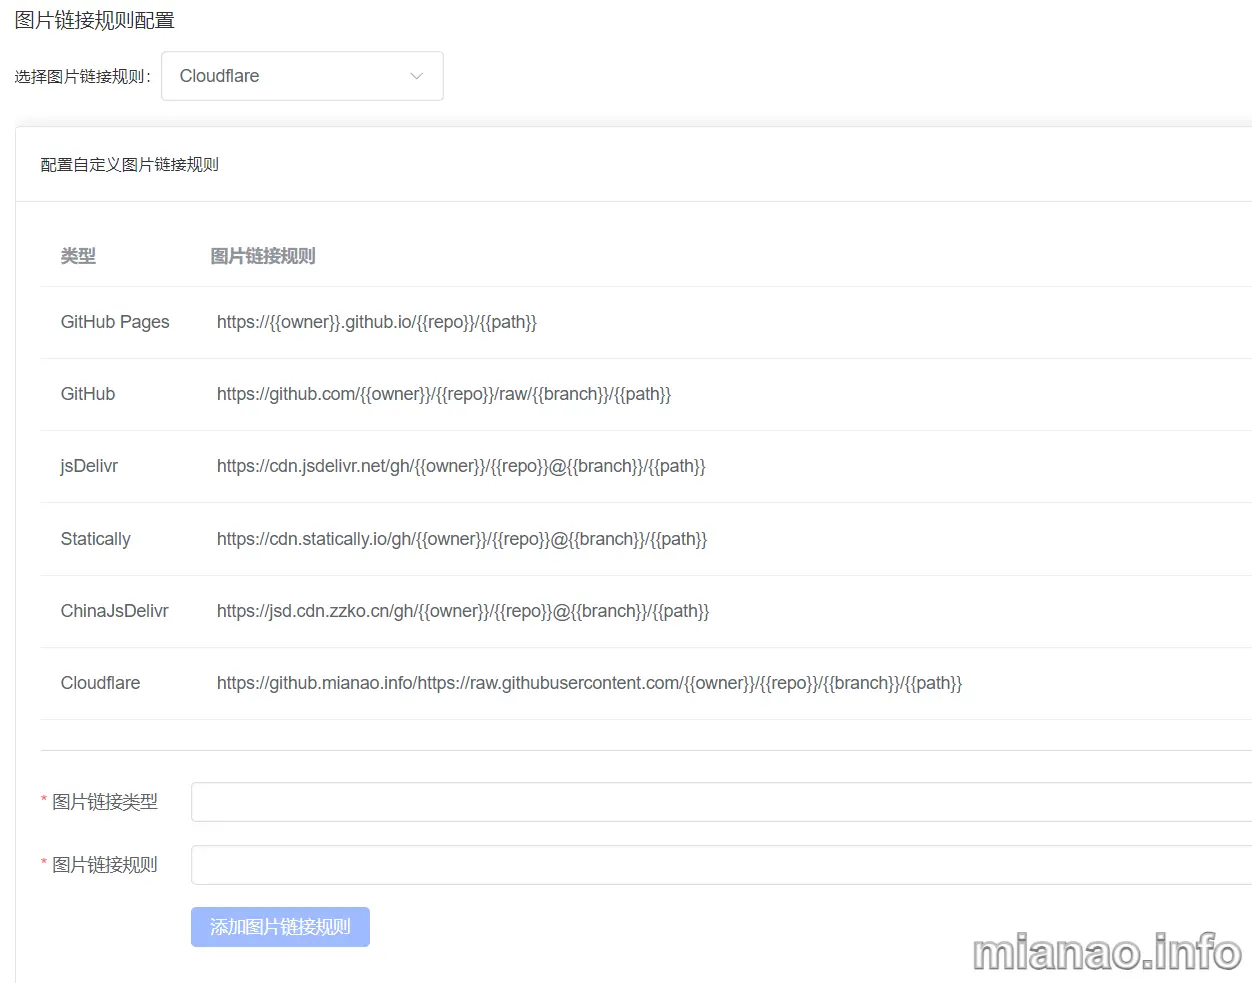 图片链接规则配置
选择图片链接规则: Cloudflare
配置自定义图片链接规则
类型 图片链接规则
GitHub Pages https://{{owner}}.github.io/{{repo}}/{{path}}
GitHub https://github.com/{{owner}}/{{repo}}/raw/{{branch}}/{{path}}
jsDelivr https://cdn.jsdelivr.net/gh/{{owner}}/{{repo}}@{{branch}}/{{path}}
Statically https://cdn.statically.io/gh/{{owner}}/{{repo}}@{{branch}}/{{path}}
ChinaJsDelivr https://jsd.cdn.zzko.cn/gh/{{owner}}/{{repo}}@{{branch}}/{{path}}
Cloudflare https://github.mianao.info/https://raw.githubusercontent.com/{{owner}}/{{repo}}/{{branch}}/{{path}}
* 图片链接类型
* 图片链接规则
添加图片链接规则
mianao.info